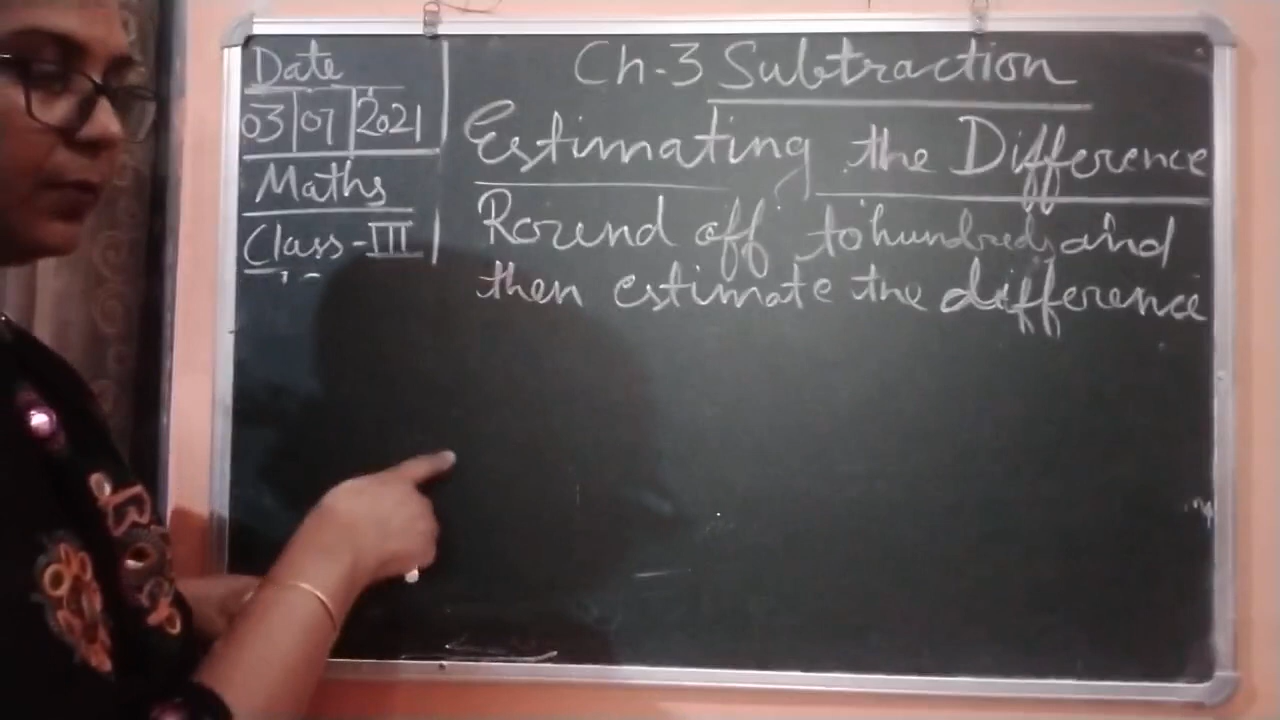 Date
03|07|2021
Maths
Class-III
Ch-3 Subtraction
Estimating the Difference
Round off to hundreds and
then estimate the difference